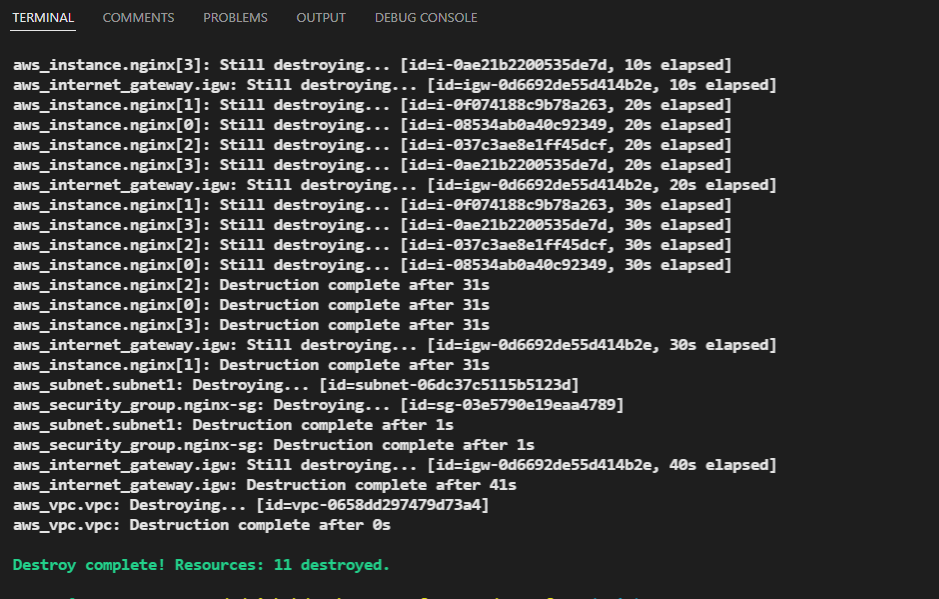 TERMINAL COMMENTS PROBLEMS OUTPUT DEBUG CONSOLE
aws_instance.nginx[3]: Still destroying... [id=i-0ae21b2200535de7d, 10s elapsed]
aws_internet_gateway.igw: Still destroying... [id=igw-0d6692de55d414b2e, 10s elapsed]
aws_instance.nginx[1]: Still destroying... [id=i-0f074188c9b78a263, 20s elapsed]
aws_instance.nginx[0]: Still destroying... [id=i-08534ab0a40c92349, 20s elapsed]
aws_instance.nginx[2]: Still destroying... [id=i-037c3ae8e1ff45dcf, 20s elapsed]
aws_instance.nginx[3]: Still destroying... [id=i-0ae21b2200535de7d, 20s elapsed]
aws_internet_gateway.igw: Still destroying... [id=igw-0d6692de55d414b2e, 20s elapsed]
aws_instance.nginx[1]: Still destroying... [id=i-0f074188c9b78a263, 30s elapsed]
aws_instance.nginx[3]: Still destroying... [id=i-0ae21b2200535de7d, 30s elapsed]
aws_instance.nginx[2]: Still destroying... [id=i-037c3ae8e1ff45dcf, 30s elapsed]
aws_instance.nginx[0]: Still destroying... [id=i-08534ab0a40c92349, 30s elapsed]
aws_instance.nginx[2]: Destruction complete after 31s
aws_instance.nginx[0]: Destruction complete after 31s
aws_instance.nginx[3]: Destruction complete after 31s
aws_internet_gateway.igw: Still destroying... [id=igw-0d6692de55d414b2e, 30s elapsed]
aws_instance.nginx[1]: Destruction complete after 31s
aws_subnet.subnet1: Destroying... [id=subnet-06dc37c5115b5123d]
aws_security_group.nginx-sg: Destroying... [id=sg-03e5790e19eaa4789]
aws_subnet.subnet1: Destruction complete after 1s
aws_security_group.nginx-sg: Destruction complete after 1s
aws_internet_gateway.igw: Still destroying... [id=igw-0d6692de55d414b2e, 40s elapsed]
aws_internet_gateway.igw: Destruction complete after 41s
aws_vpc.vpc: Destroying... [id=vpc-0658dd297479d73a4]
aws_vpc.vpc: Destruction complete after 0s
Destroy complete! Resources: 11 destroyed.